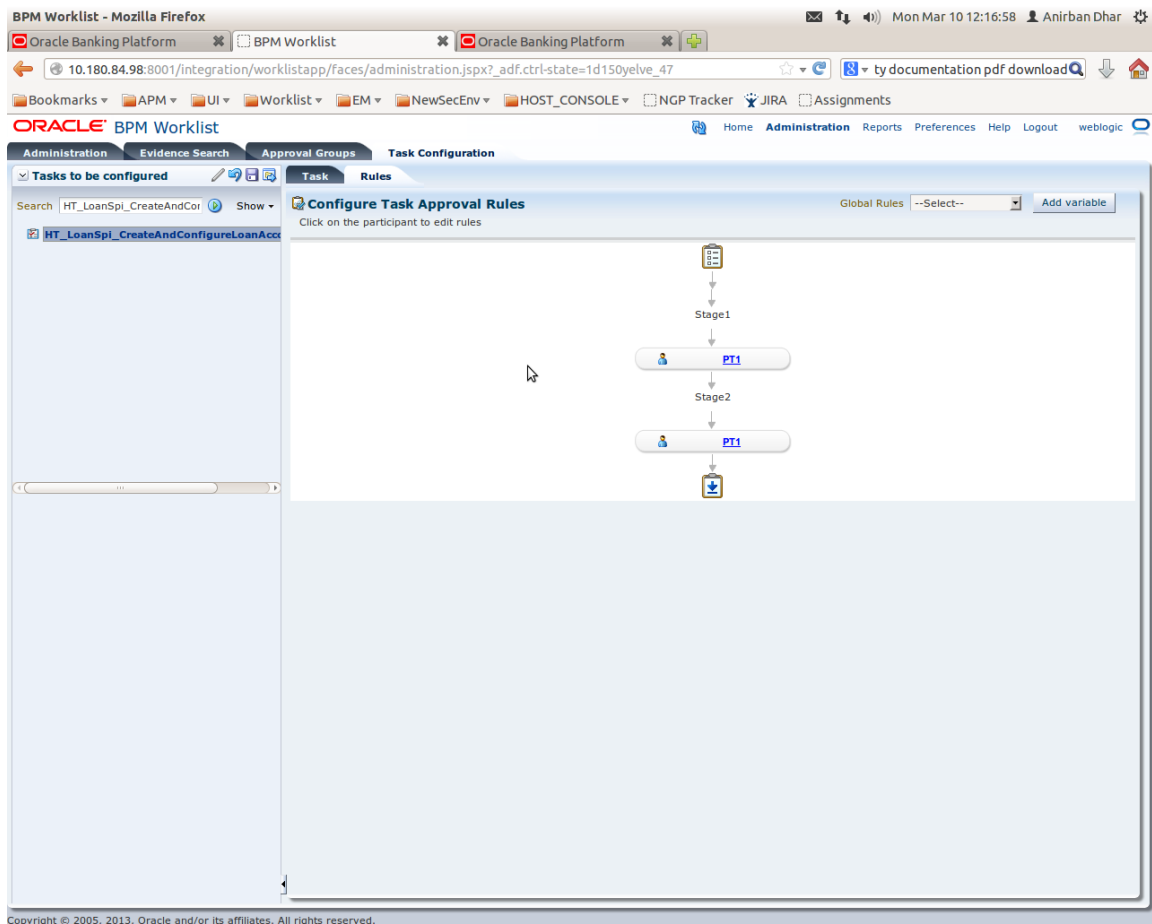 BPM Worklist - Mozilla Firefox
Mon Mar 10 12:16:58 Anirban Dhar
Oracle Banking Platform BPM Worklist Oracle Banking Platform
10.180.84.98:8001/integration/worklistapp/faces/administration.jspx?_adf.ctrl-state=1d150yelve_47 ty documentation pdf download
Bookmarks APM UI Worklist EM NewSecEnv HOST_CONSOLE NGP Tracker JIRA Assignments
ORACLE BPM Worklist Home Administration Reports Preferences Help Logout weblogic
Administration Evidence Search Approval Groups Task Configuration
Tasks to be configured Task Rules
Search HT_LoanSpi_CreateAndCor Show
Configure Task Approval Rules Global Rules --Select-- Add variable
Click on the participant to edit rules
HT_LoanSpi_CreateAndConfigureLoanAcc
Stage1
PT1
Stage2
PT1
Copyright © 2005, 2013, Oracle and/or its affiliates. All rights reserved.